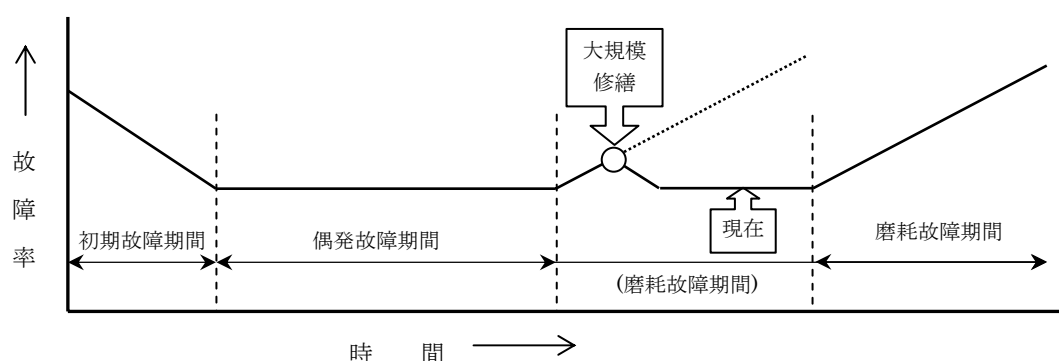 大規模
修繕
故障率
現在
初期故障期間
偶発故障期間
(磨耗故障期間)
磨耗故障期間
時　間